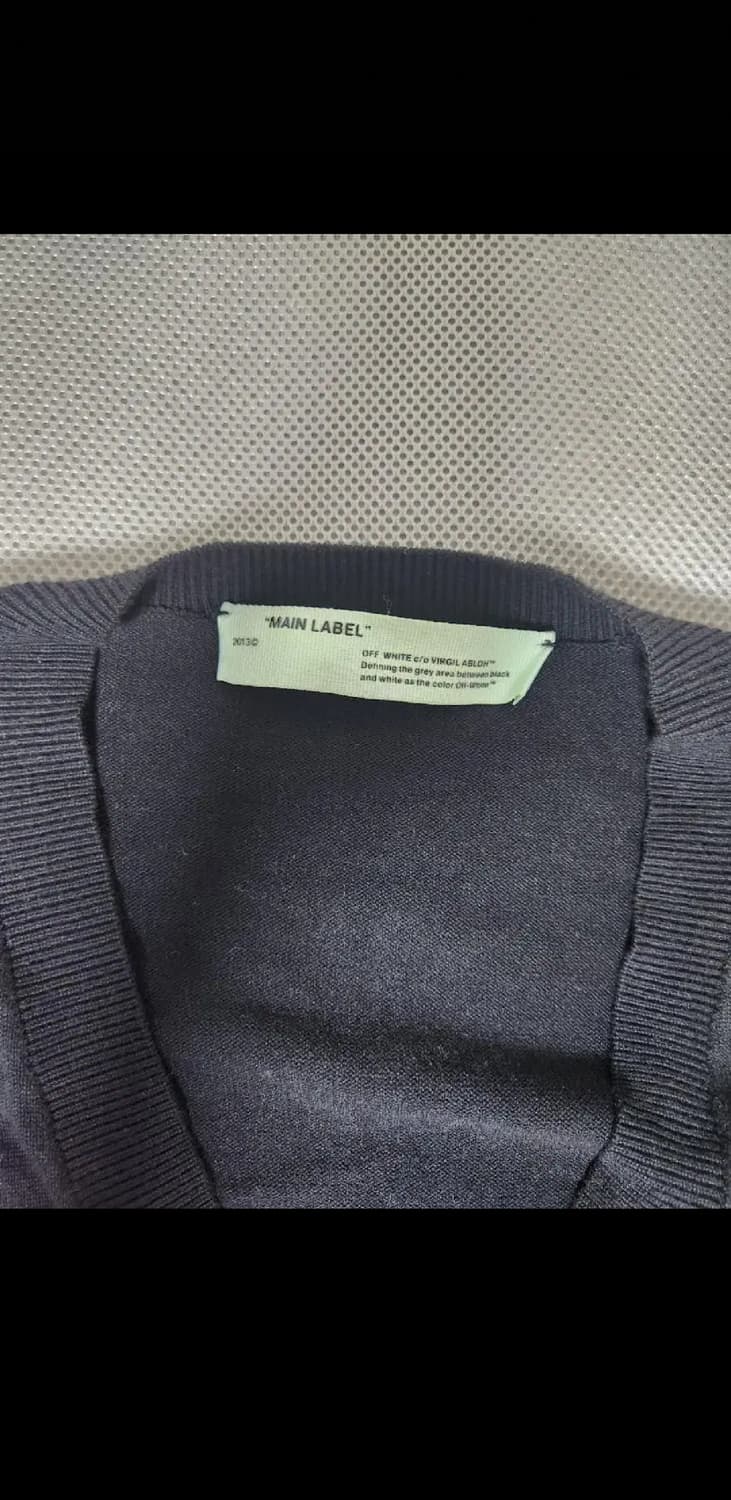 "MAIN LABEL"
2013©
OFF WHITE c/o VIRGIL ABLOH™
Defining the grey area between black
and white as the color Off-White™